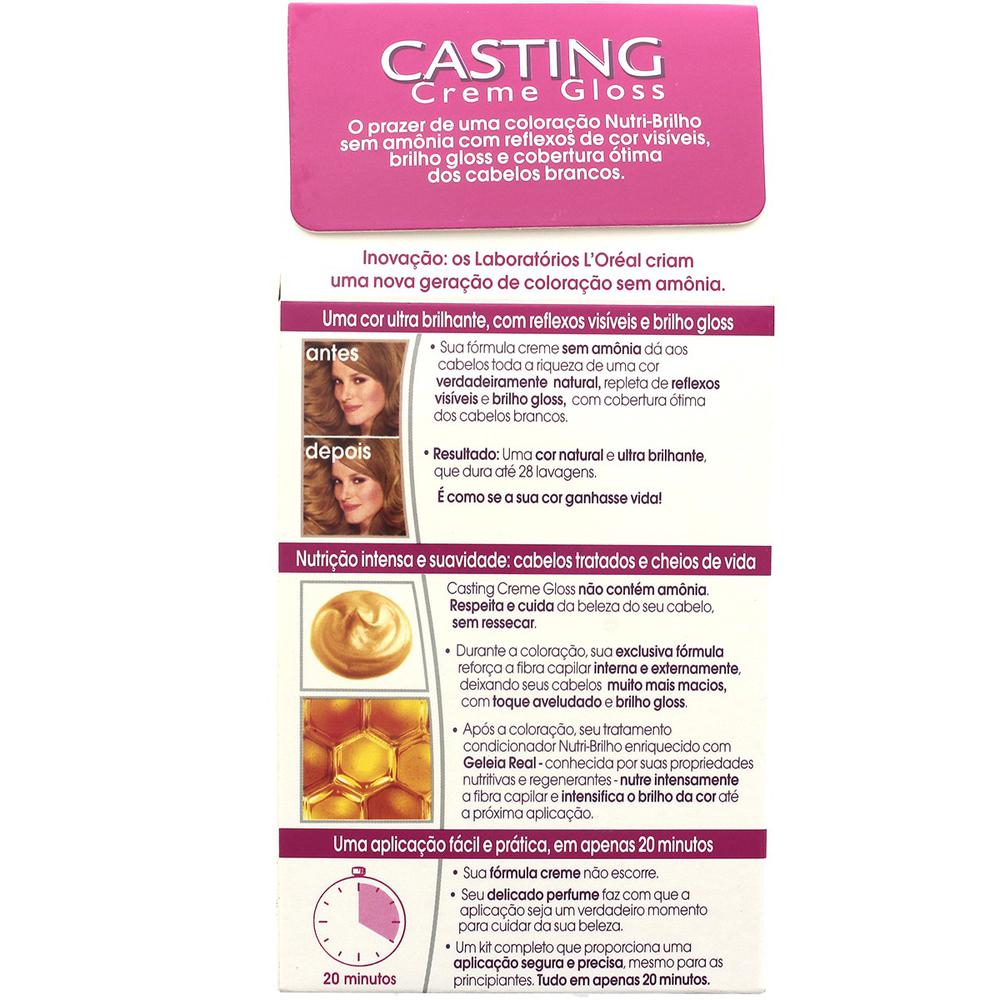 CASTING
Creme Gloss
O prazer de uma coloração Nutri-Brilho
sem amônia com reflexos de cor visíveis,
brilho gloss e cobertura ótima
dos cabelos brancos.
Inovação: os Laboratórios L'Oréal criam
uma nova geração de coloração sem amônia.
Uma cor ultra brilhante, com reflexos visíveis e brilho gloss
antes
• Sua fórmula creme sem amônia dá aos
cabelos toda a riqueza de uma cor
verdadeiramente natural, repleta de reflexos
visíveis e brilho gloss, com cobertura ótima
dos cabelos brancos.
depois
• Resultado: Uma cor natural e ultra brilhante,
que dura até 28 lavagens.
É como se a sua cor ganhasse vida!
Nutrição intensa e suavidade: cabelos tratados e cheios de vida
Casting Creme Gloss não contém amônia.
Respeita e cuida da beleza do seu cabelo,
sem ressecar.
• Durante a coloração, sua exclusiva fórmula
reforça a fibra capilar interna e externamente,
deixando seus cabelos muito mais macios,
com toque aveludado e brilho gloss.
• Após a coloração, seu tratamento
condicionador Nutri-Brilho enriquecido com
Geleia Real - conhecida por suas propriedades
nutritivas e regenerantes - nutre intensamente
a fibra capilar e intensifica o brilho da cor até
a próxima aplicação.
Uma aplicação fácil e prática, em apenas 20 minutos
• Sua fórmula creme não escorre.
• Seu delicado perfume faz com que a
aplicação seja um verdadeiro momento
para cuidar da sua beleza.
• Um kit completo que proporciona uma
aplicação segura e precisa, mesmo para as
principiantes. Tudo em apenas 20 minutos.
20 minutos